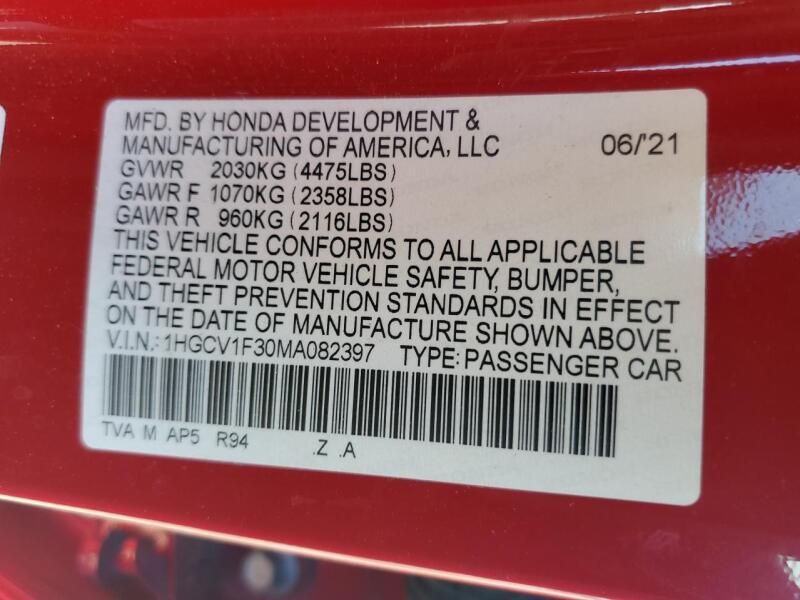 MFD. BY HONDA DEVELOPMENT &
MANUFACTURING OF AMERICA, LLC 06/'21
GVWR 2030KG (4475LBS)
GAWR F 1070KG (2358LBS)
GAWR R 960KG (2116LBS)
THIS VEHICLE CONFORMS TO ALL APPLICABLE
FEDERAL MOTOR VEHICLE SAFETY, BUMPER,
AND THEFT PREVENTION STANDARDS IN EFFECT
ON THE DATE OF MANUFACTURE SHOWN ABOVE.
V.I.N.: 1HGCV1F30MA082397 TYPE: PASSENGER CAR
TVA M AP5 R94 .Z .A